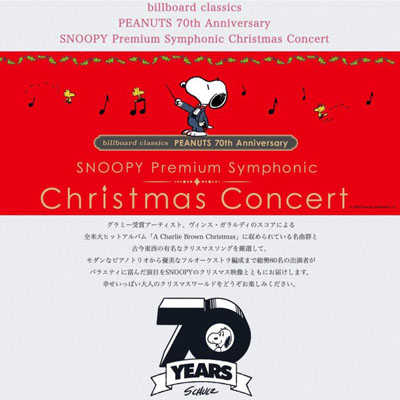 billboard classics
PEANUTS 70th Anniversary
SNOOPY Premium Symphonic Christmas Concert
billboard classics PEANUTS 70th Anniversary
SNOOPY Premium Symphonic
Christmas Concert
グラミー受賞アーティスト、ヴィンス・ガラルディのスコアによる
全米大ヒットアルバム「A Charlie Brown Christmas」に収められている名曲群と
古今東西の有名なクリスマスソングを厳選して、
モダンなピアノトリオから優美なフルオーケストラ編成まで総勢80名の出演者が
バラエティに富んだ演目をSNOOPYのクリスマス映像とともにお届けします。
幸せいっぱい大人のクリスマスワールドをどうぞお楽しみください。
70
YEARS
SCHULZ